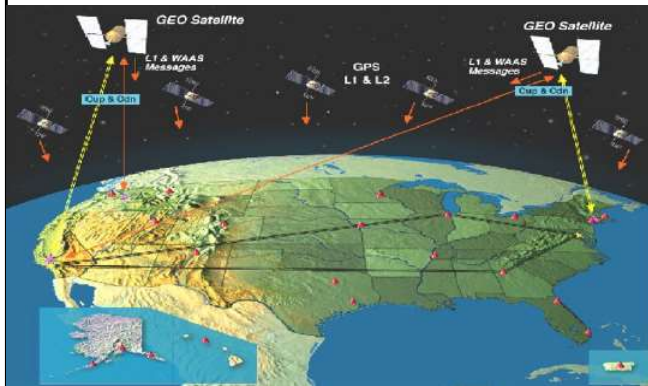 GEO Satellite
L1 & WAAS
Messages
Cup & Cdn
GPS
L1 & L2
GEO Satellite
L1 & WAAS
Messages
Cup & Cdn